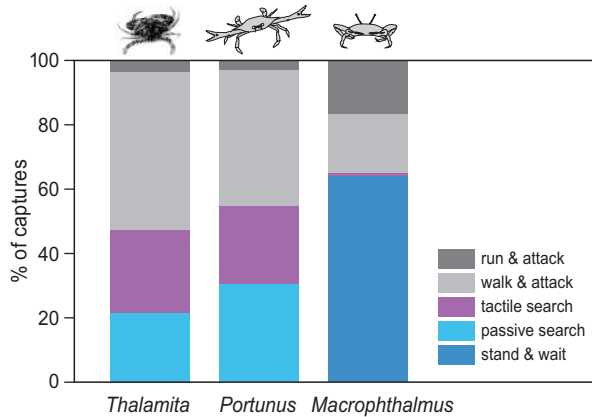 100
80
60
40
20
0
% of captures
run & attack
walk & attack
tactile search
passive search
stand & wait
Thalamita Portunus Macrophthalmus